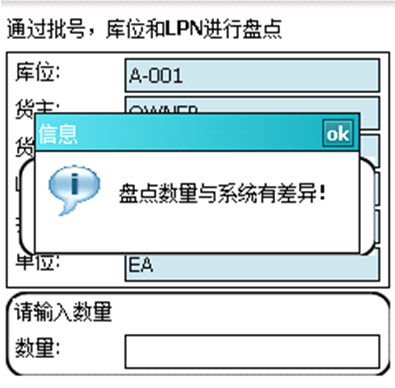 通过批号，库位和LPN进行盘点
库位: A-001
货主: OWNER
信息 ok
盘点数量与系统有差异!
单位: EA
请输入数量
数量: